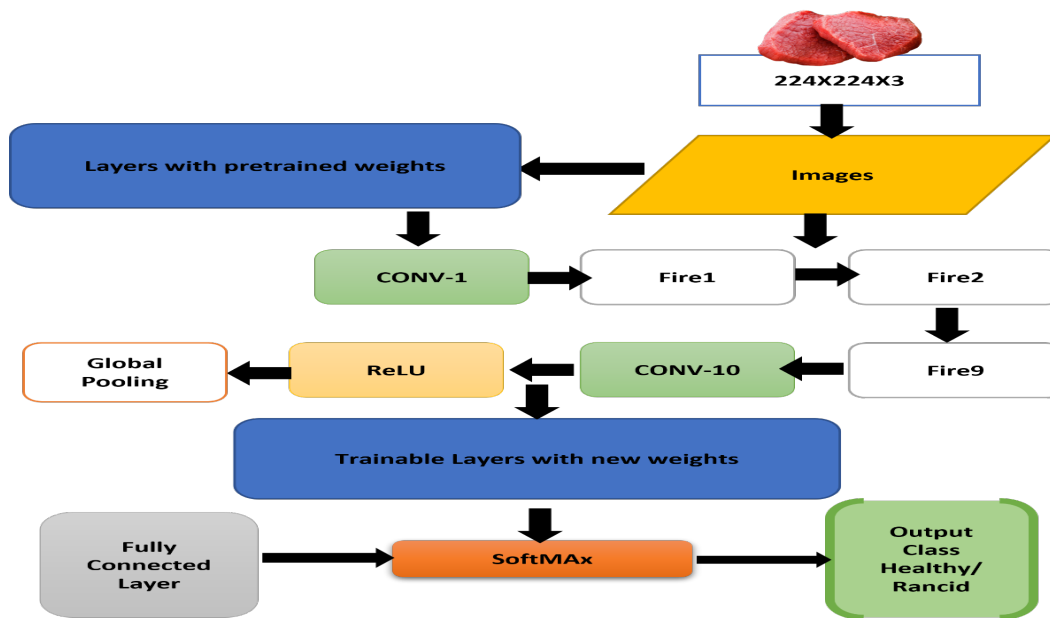 224X224X3
Layers with pretrained weights
Images
CONV-1
Fire1
Fire2
Global
Pooling
ReLU
CONV-10
Fire9
Trainable Layers with new weights
Fully
Connected
Layer
SoftMAx
Output
Class
Healthy/
Rancid